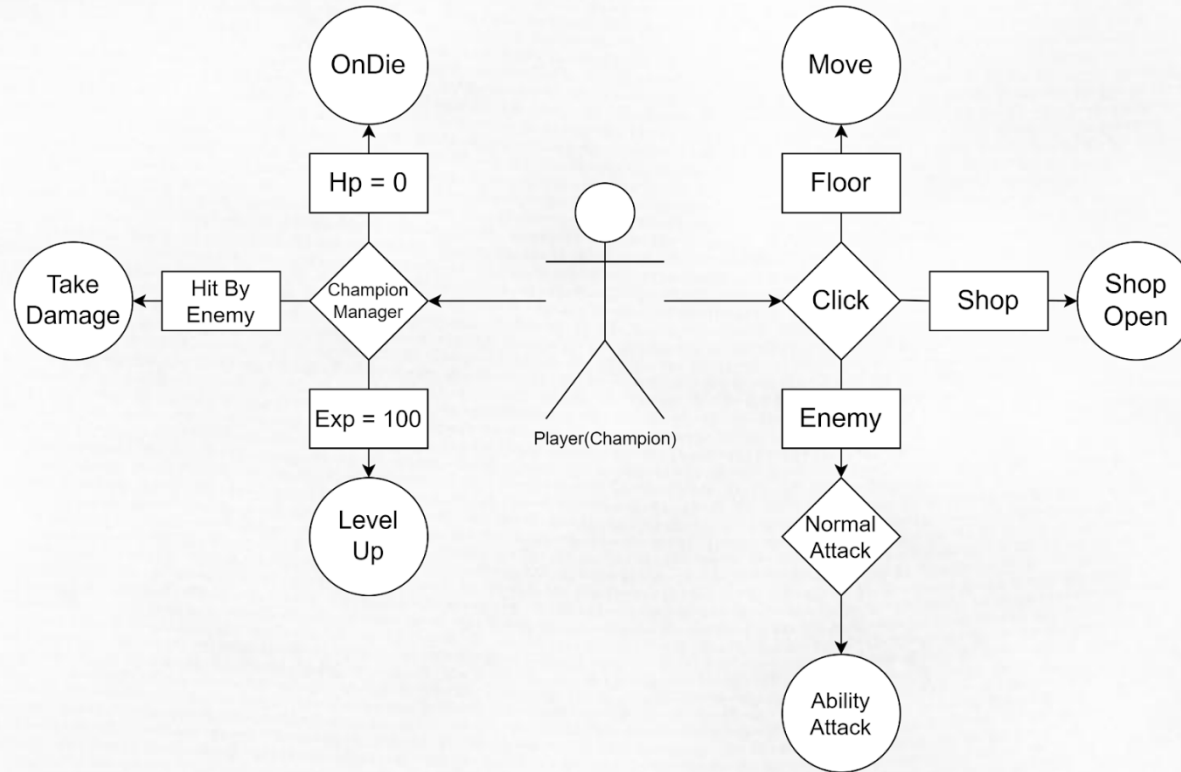 OnDie
Move
Hp = 0
Floor
Take
Damage
Hit By
Enemy
Champion
Manager
Click
Shop
Shop
Open
Exp = 100
Enemy
Player(Champion)
Level
Up
Normal
Attack
Ability
Attack